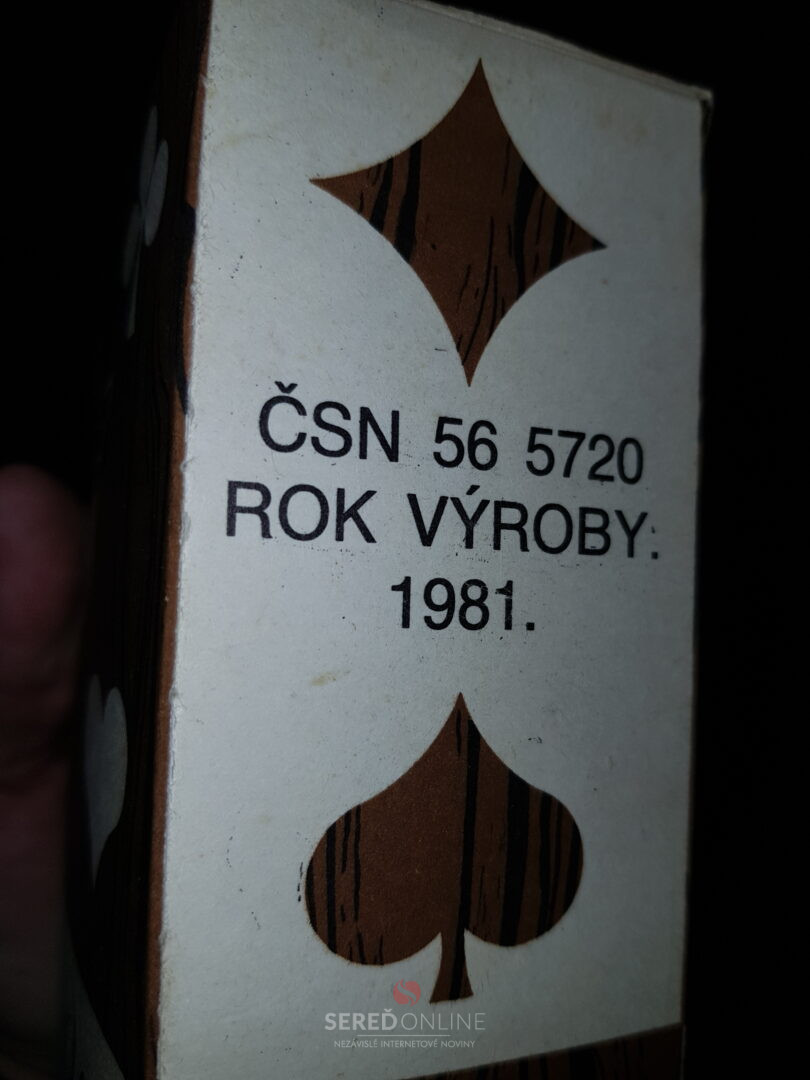 ČSN 56 5720
ROK VÝROBY:
1981.
SEREĎONLINE
NEZÁVISLÉ INTERNETOVÉ NOVINY